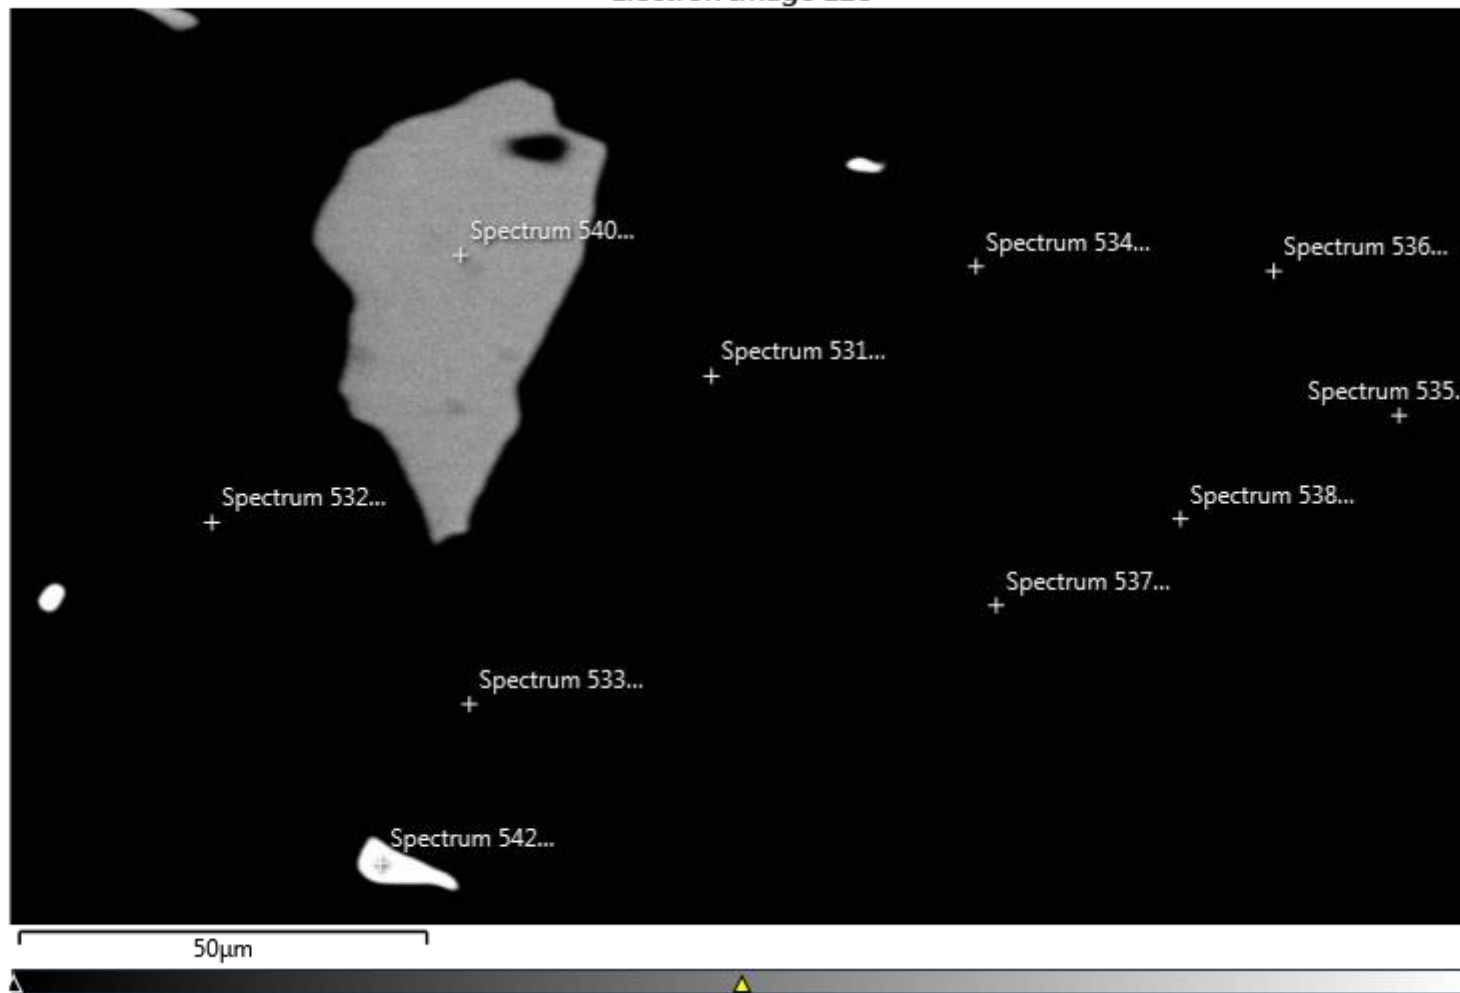 Spectrum 540...
Spectrum 534...
Spectrum 536...
Spectrum 531...
Spectrum 535.
Spectrum 532...
Spectrum 538...
Spectrum 537...
Spectrum 533...
Spectrum 542...
50μm